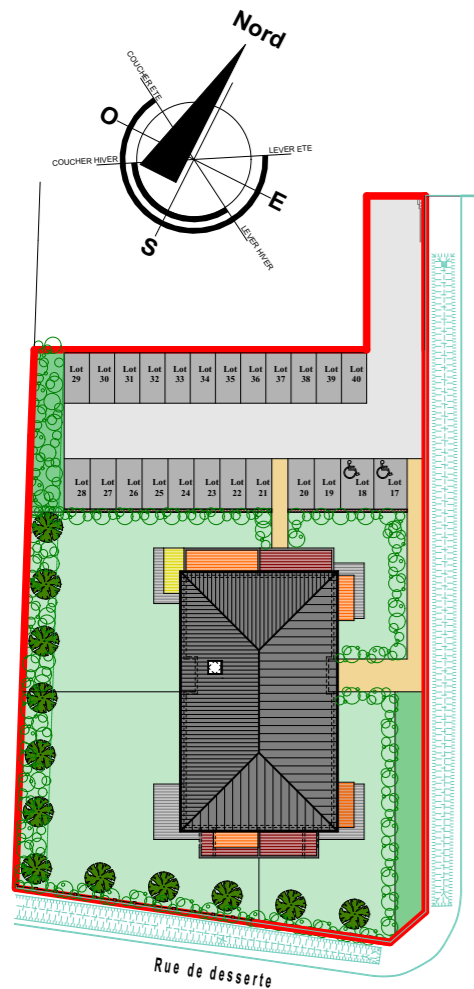 Nord
COUCHER ETE
O
LEVER ETE
COUCHER HIVER
E
S
LEVER HIVER
Lot 29
Lot 30
Lot 31
Lot 32
Lot 33
Lot 34
Lot 35
Lot 36
Lot 37
Lot 38
Lot 39
Lot 40
Lot 28
Lot 27
Lot 26
Lot 25
Lot 24
Lot 23
Lot 22
Lot 21
Lot 20
Lot 19
Lot 18
Lot 17
Rue de desserte